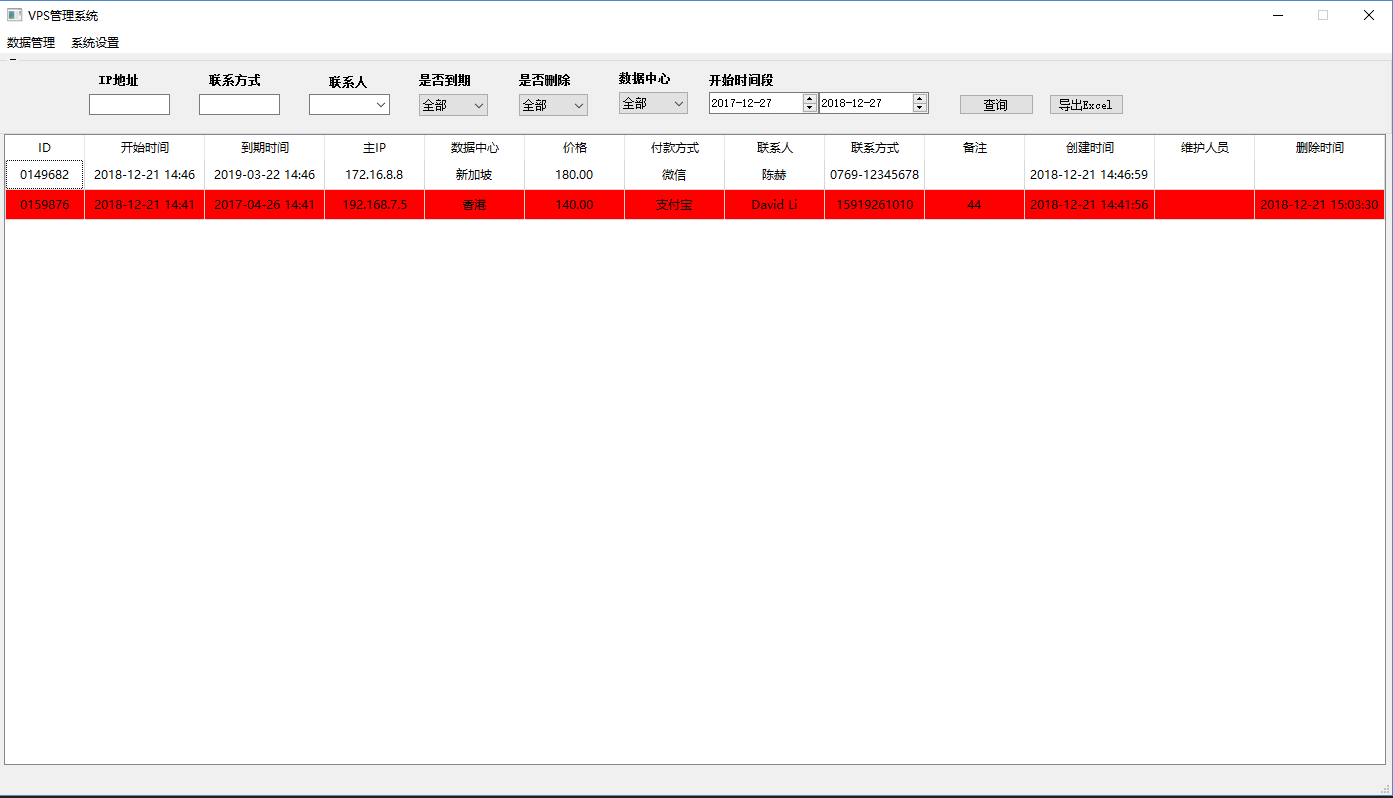 VPS管理系统
数据管理 系统设置
IP地址 联系方式 联系人 是否到期 是否删除 数据中心 开始时间段
全部 全部 全部 2017-12-27 2018-12-27 查询 导出Excel
ID 开始时间 到期时间 主IP 数据中心 价格 付款方式 联系人 联系方式 备注 创建时间 维护人员 删除时间
0149682 2018-12-21 14:46 2019-03-22 14:46 172.16.8.8 新加坡 180.00 微信 陈赫 0769-12345678 2018-12-21 14:46:59
0159876 2018-12-21 14:41 2017-04-26 14:41 192.168.7.5 香港 140.00 支付宝 David Li 15919261010 44 2018-12-21 14:41:56 2018-12-21 15:03:30